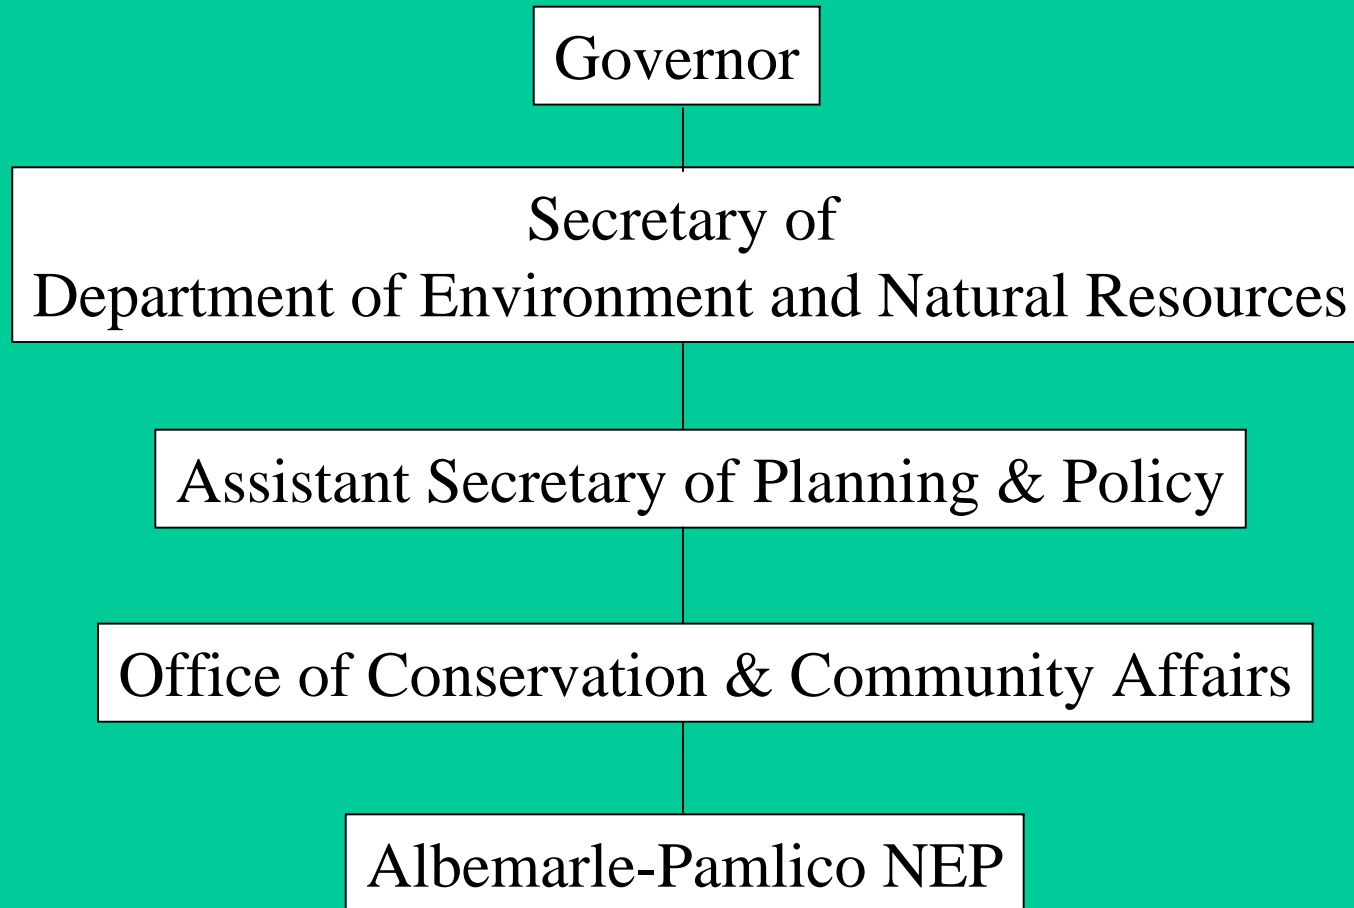 Governor
Secretary of
Department of Environment and Natural Resources
Assistant Secretary of Planning & Policy
Office of Conservation & Community Affairs
Albemarle-Pamlico NEP